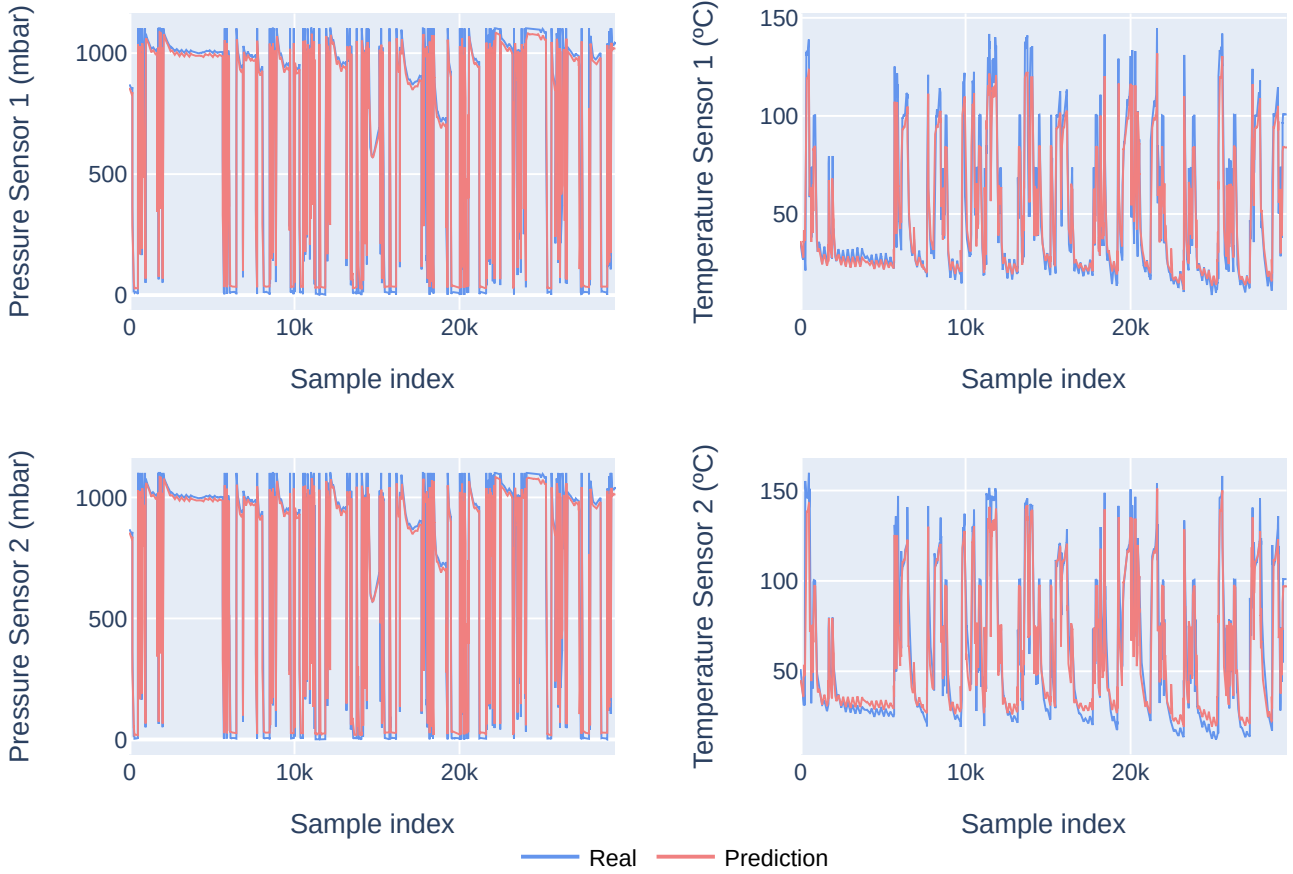 Pressure Sensor 1 (mbar)
1000
500
0
0
10k
20k
Sample index
Temperature Sensor 1 (ºC)
150
100
50
0
10k
20k
Sample index
Pressure Sensor 2 (mbar)
1000
500
0
0
10k
20k
Sample index
Temperature Sensor 2 (ºC)
150
100
50
0
10k
20k
Sample index
Real
Prediction